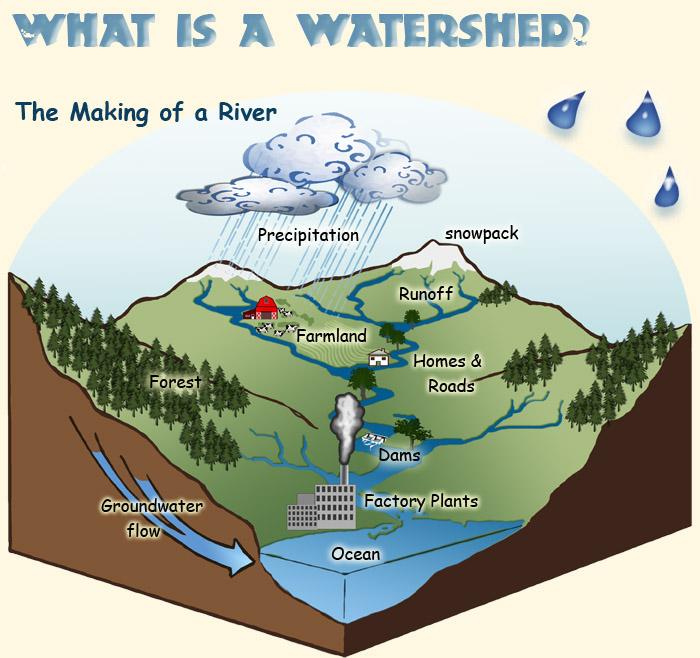 WHAT IS A WATERSHED?
The Making of a River
Precipitation
snowpack
Runoff
Farmland
Homes &
Roads
Forest
Dams
Factory Plants
Groundwater
flow
Ocean